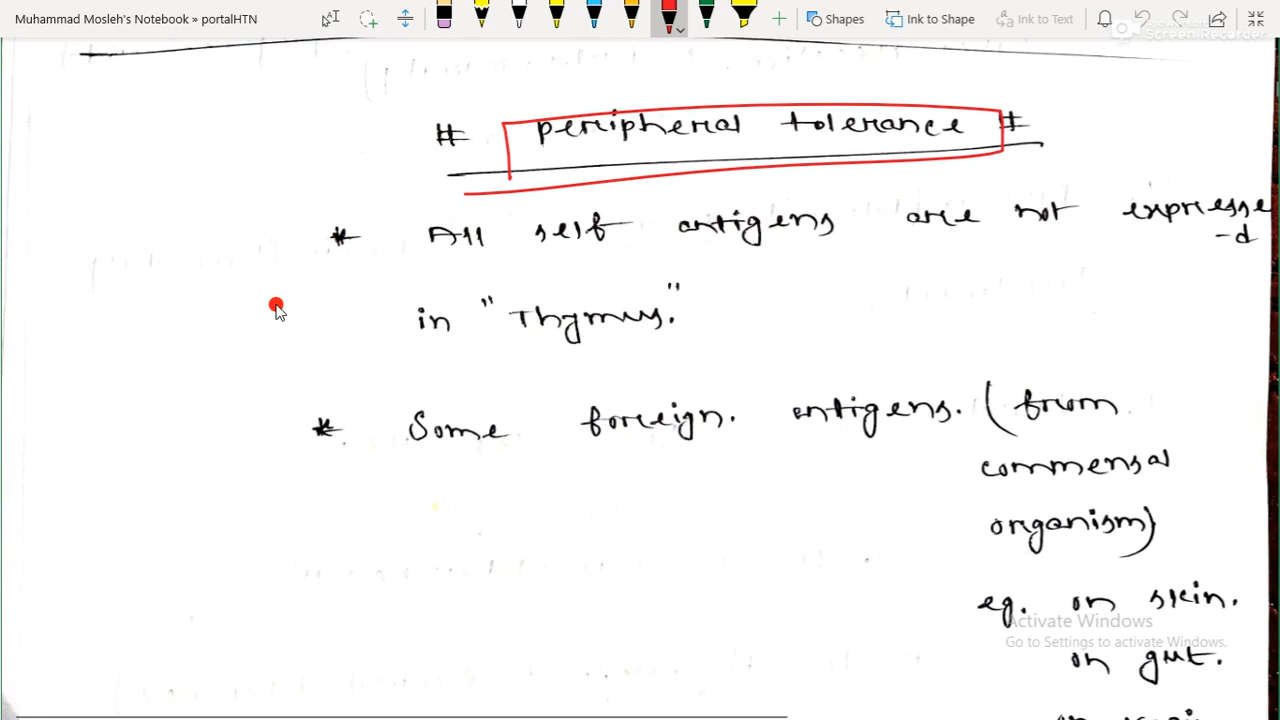 Muhammad Mosleh's Notebook » portalHTN
Shapes
Ink to Shape
Ink to Text
Screen Recorder
# peripheral tolerance #
* All self antigens are not expresse
-d
in "Thymus."
* Some foreign. antigens. (from
commensal
organism)
eg. on skin.
Activate Windows
Go to Settings to activate Windows.
on gut.